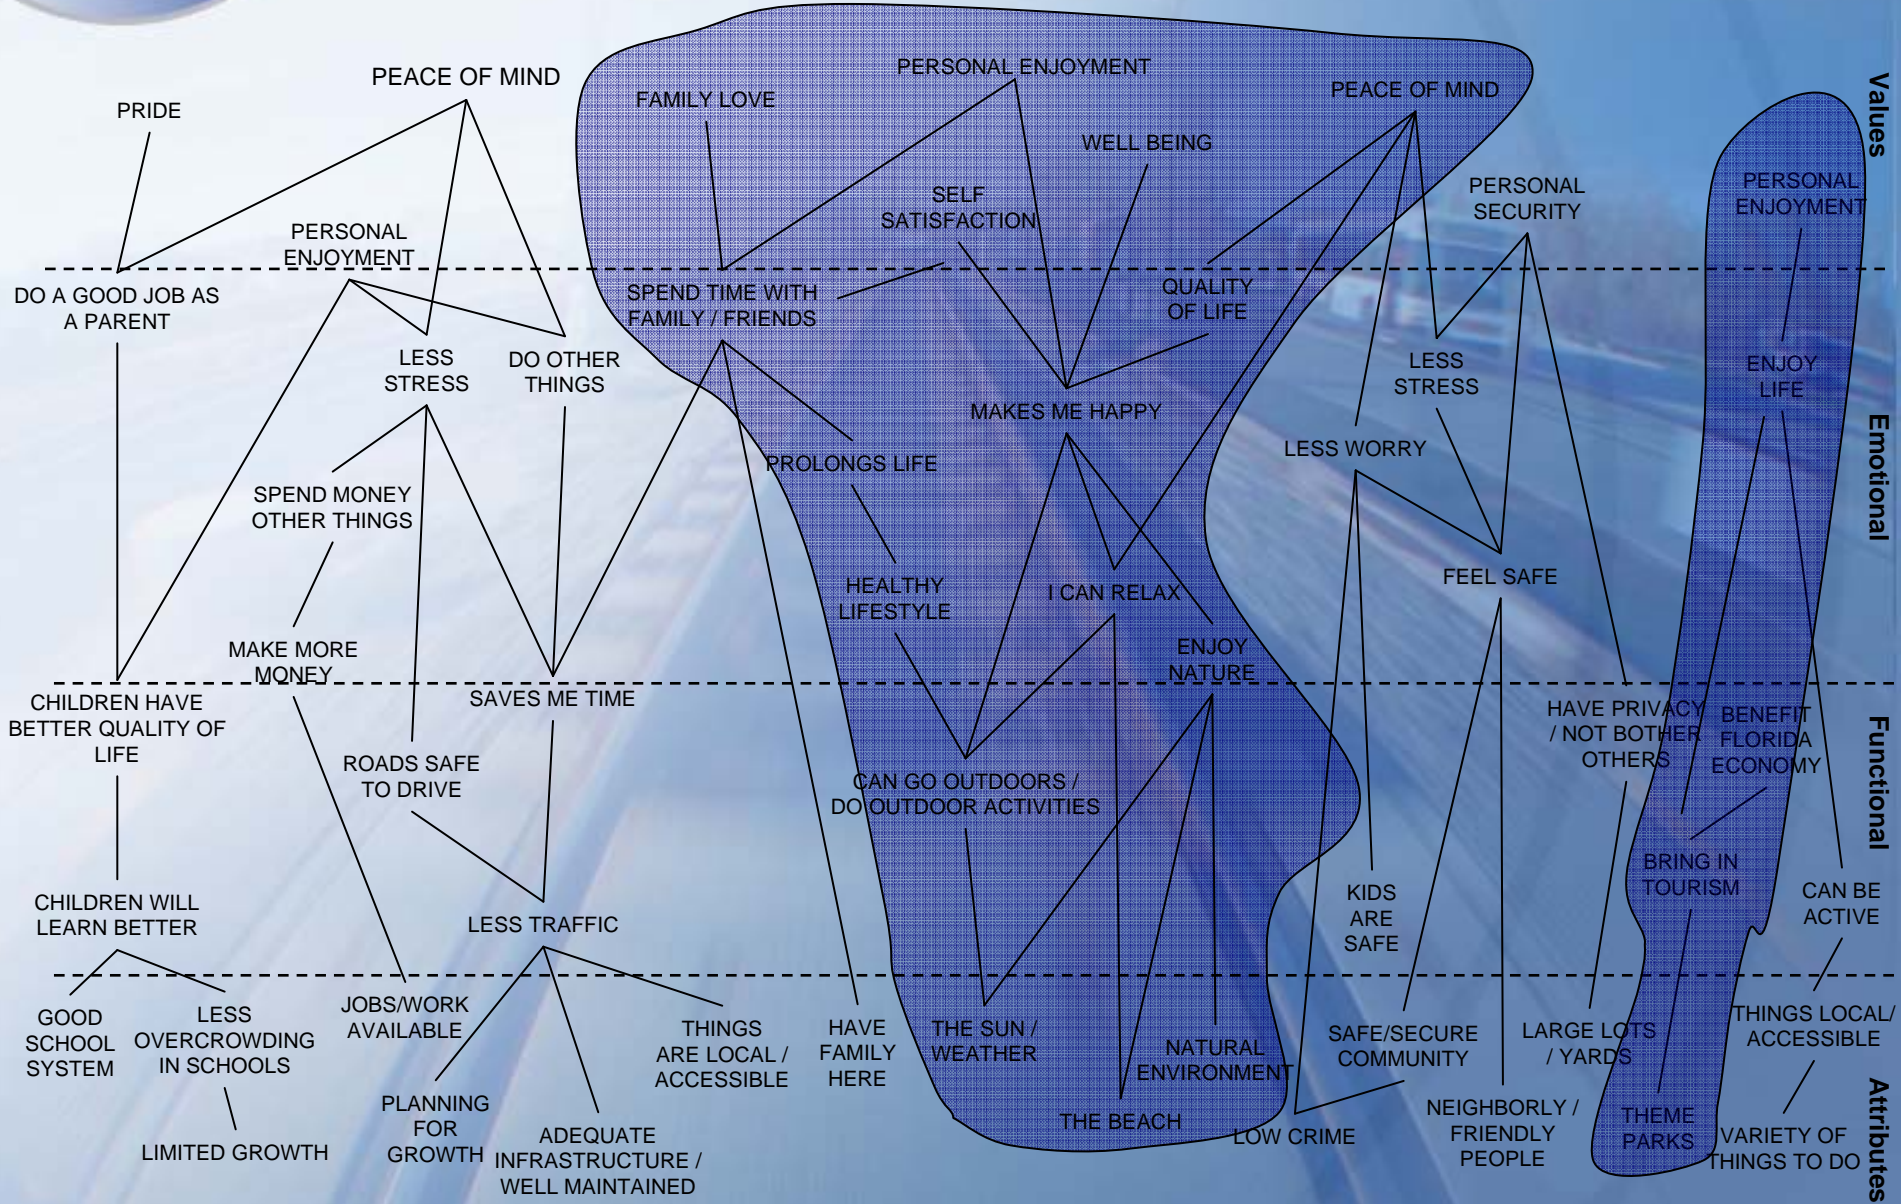 PRIDE
PEACE OF MIND
PERSONAL
ENJOYMENT
FAMILY LOVE
PERSONAL ENJOYMENT
WELL BEING
SELF
SATISFACTION
PEACE OF MIND
PERSONAL
SECURITY
PERSONAL
ENJOYMENT
Values
DO A GOOD JOB AS
A PARENT
LESS
STRESS
DO OTHER
THINGS
SPEND TIME WITH
FAMILY / FRIENDS
QUALITY
OF LIFE
MAKES ME HAPPY
LESS
STRESS
ENJOY
LIFE
SPEND MONEY
OTHER THINGS
PROLONGS LIFE
LESS WORRY
HEALTHY
LIFESTYLE
I CAN RELAX
FEEL SAFE
MAKE MORE
MONEY
ENJOY
NATURE
Emotional
CHILDREN HAVE
BETTER QUALITY OF
LIFE
SAVES ME TIME
ROADS SAFE
TO DRIVE
CAN GO OUTDOORS /
DO OUTDOOR ACTIVITIES
HAVE PRIVACY
/ NOT BOTHER
OTHERS
BENEFIT
FLORIDA
ECONOMY
CHILDREN WILL
LEARN BETTER
LESS TRAFFIC
KIDS
ARE
SAFE
BRING IN
TOURISM
CAN BE
ACTIVE
Functional
GOOD
SCHOOL
SYSTEM
LESS
OVERCROWDING
IN SCHOOLS
JOBS/WORK
AVAILABLE
THINGS
ARE LOCAL /
ACCESSIBLE
HAVE
FAMILY
HERE
THE SUN /
WEATHER
NATURAL
ENVIRONMENT
SAFE/SECURE
COMMUNITY
LARGE LOTS
/ YARDS
THINGS LOCAL/
ACCESSIBLE
LIMITED GROWTH
PLANNING
FOR
GROWTH
ADEQUATE
INFRASTRUCTURE /
WELL MAINTAINED
THE BEACH
LOW CRIME
NEIGHBORLY /
FRIENDLY
PEOPLE
THEME
PARKS
VARIETY OF
THINGS TO DO
Attributes